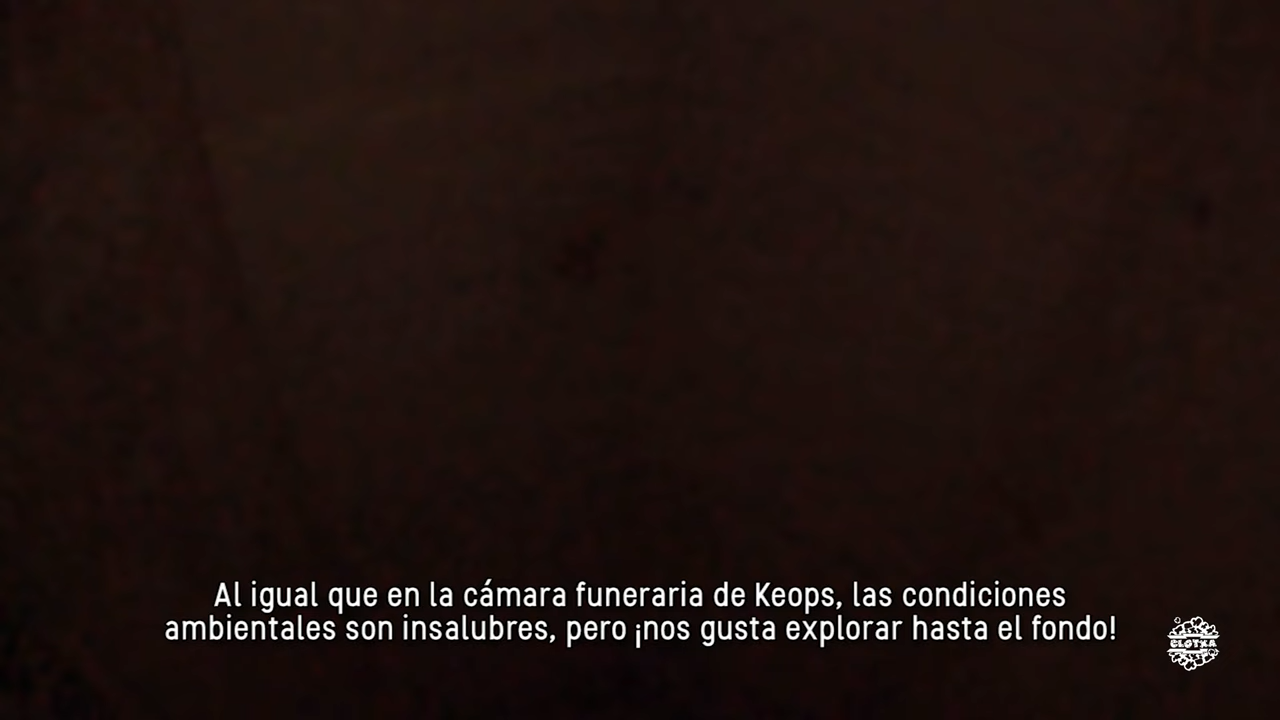 Al igual que en la cámara funeraria de Keops, las condiciones
ambientales son insalubres, pero ¡nos gusta explorar hasta el fondo!
CLOTXA